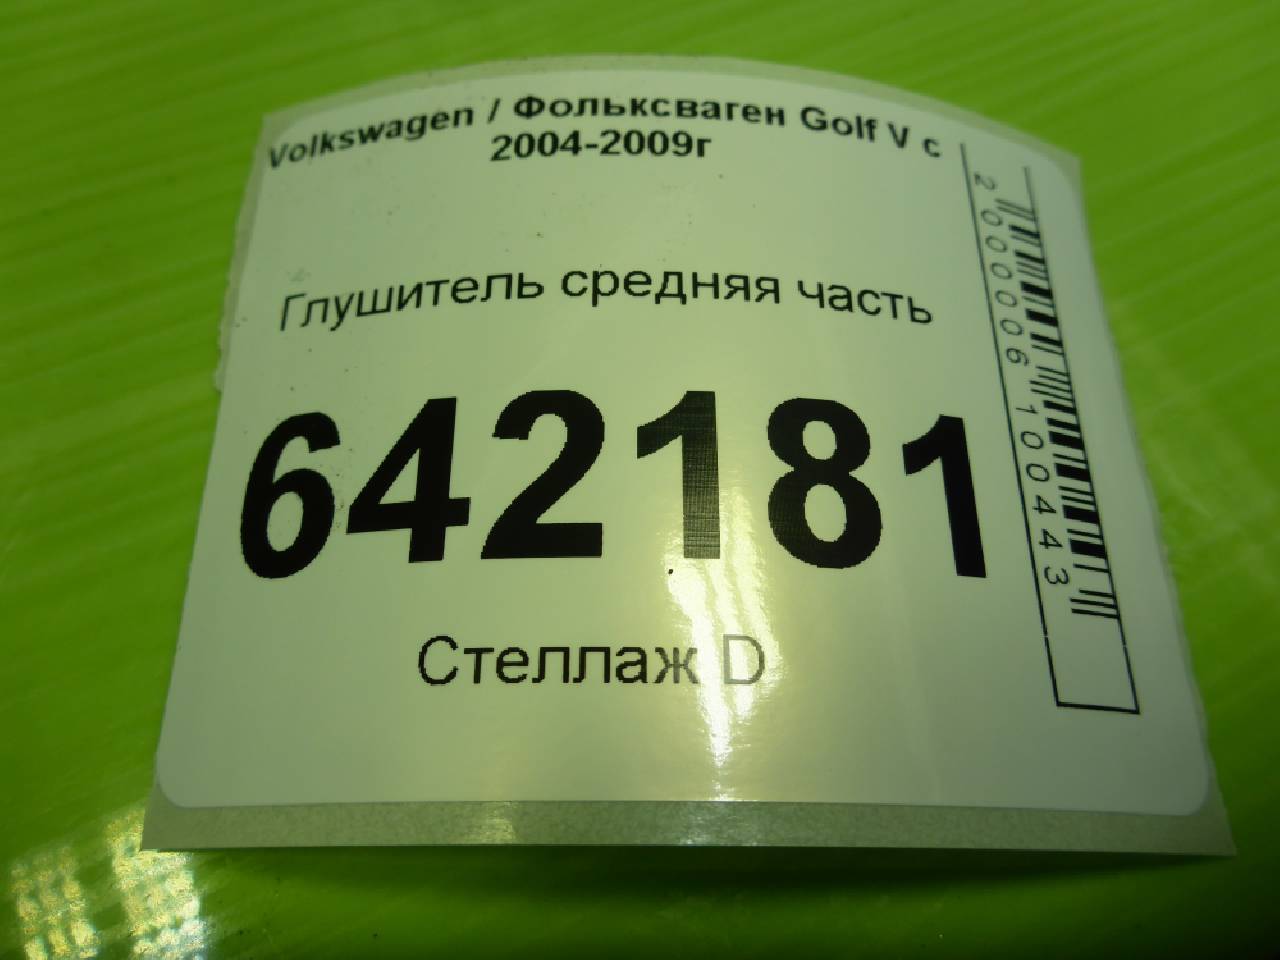 Volkswagen / Фольксваген Golf V с
2004-2009г
Глушитель средняя часть
642181
Стеллаж D
2000006100443